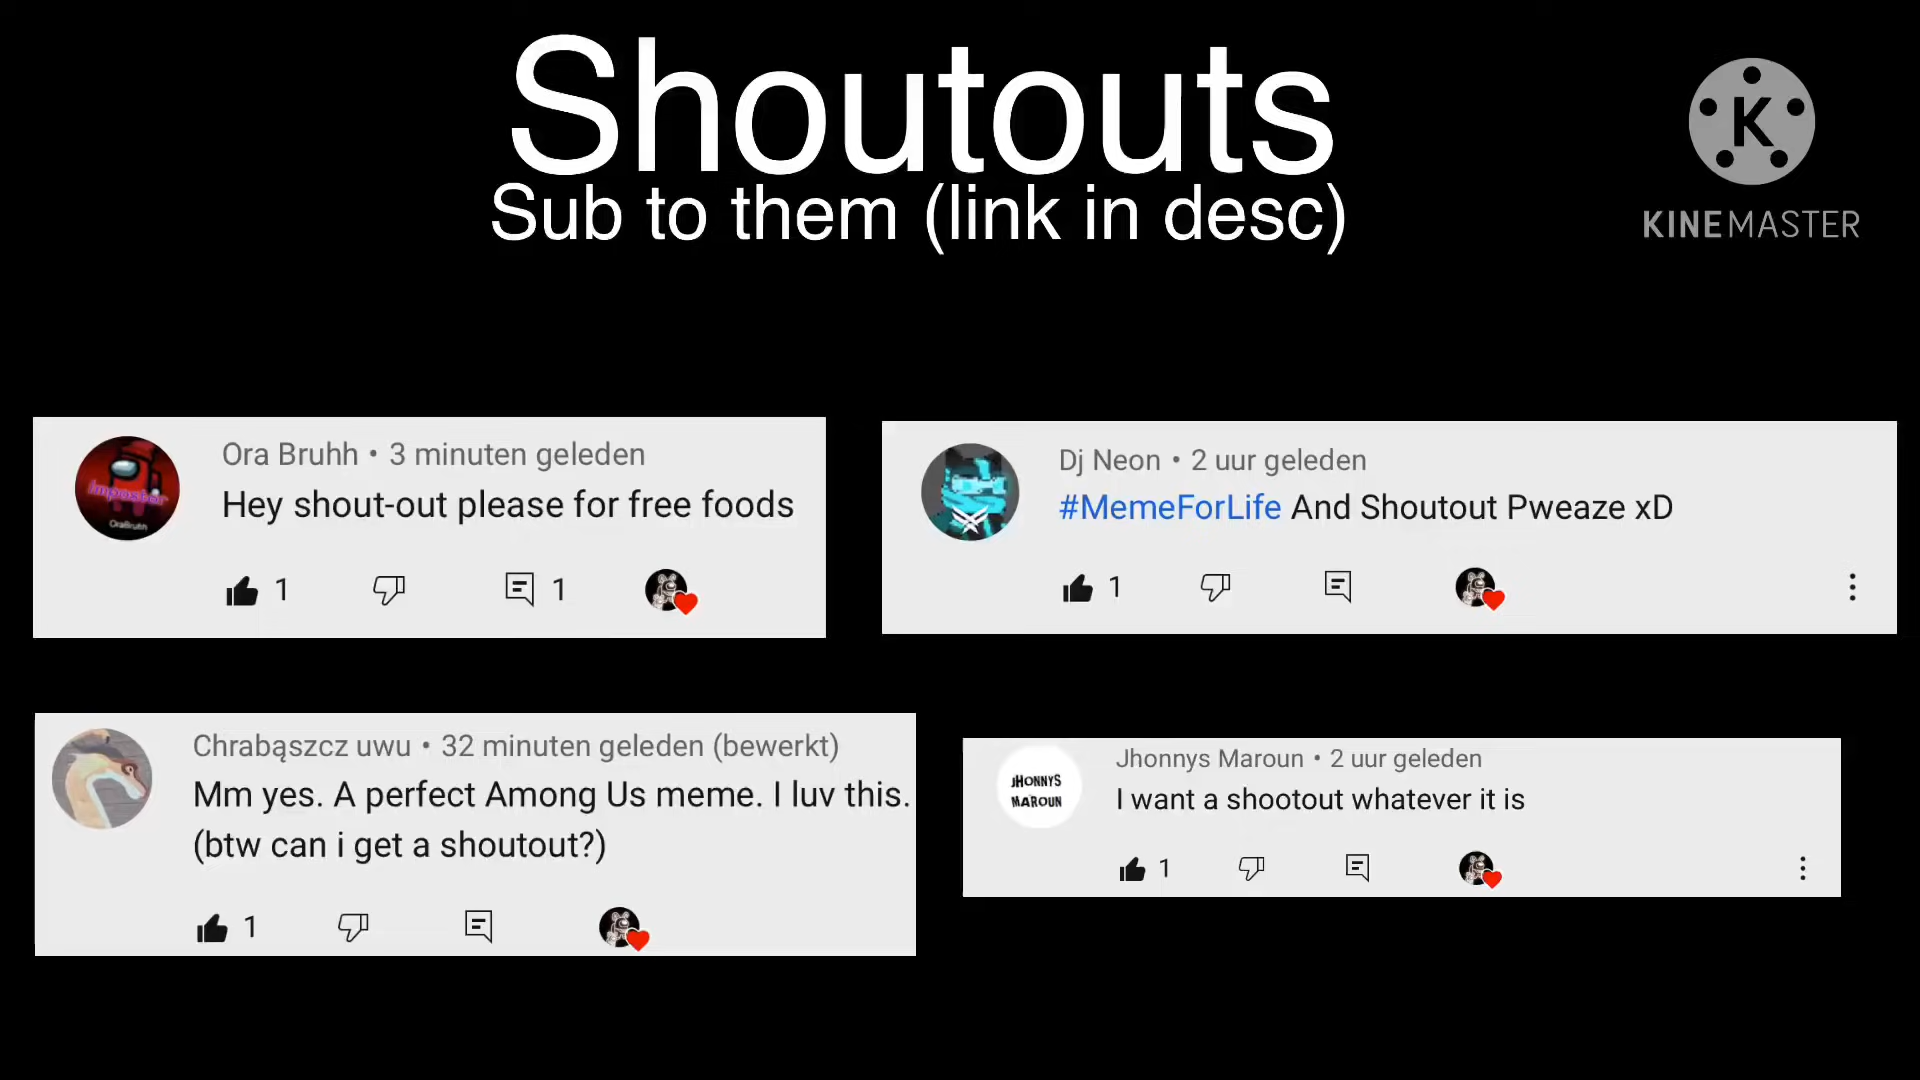 Shoutouts
Sub to them (link in desc)
K
KINEMASTER
Ora Bruhh • 3 minuten geleden
Hey shout-out please for free foods
1
1
Impostor
OraBruhh
Dj Neon • 2 uur geleden
#MemeForLife And Shoutout Pweaze xD
1
Chrabąszcz uwu • 32 minuten geleden (bewerkt)
Mm yes. A perfect Among Us meme. I luv this.
(btw can i get a shoutout?)
1
JHONNYS
MAROUN
Jhonnys Maroun • 2 uur geleden
I want a shootout whatever it is
1